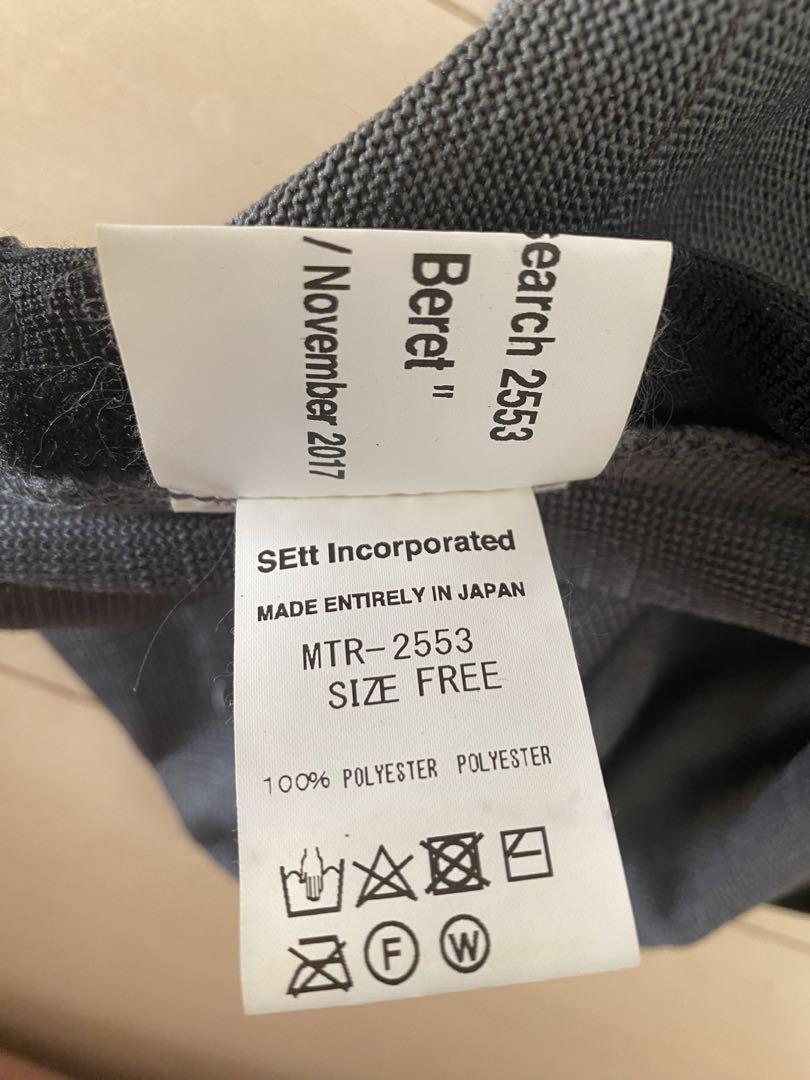 earch 2553
Beret "
/ November 2017
SEtt Incorporated
MADE ENTIRELY IN JAPAN
MTR-2553
SIZE FREE
100% POLYESTER POLYESTER
F W